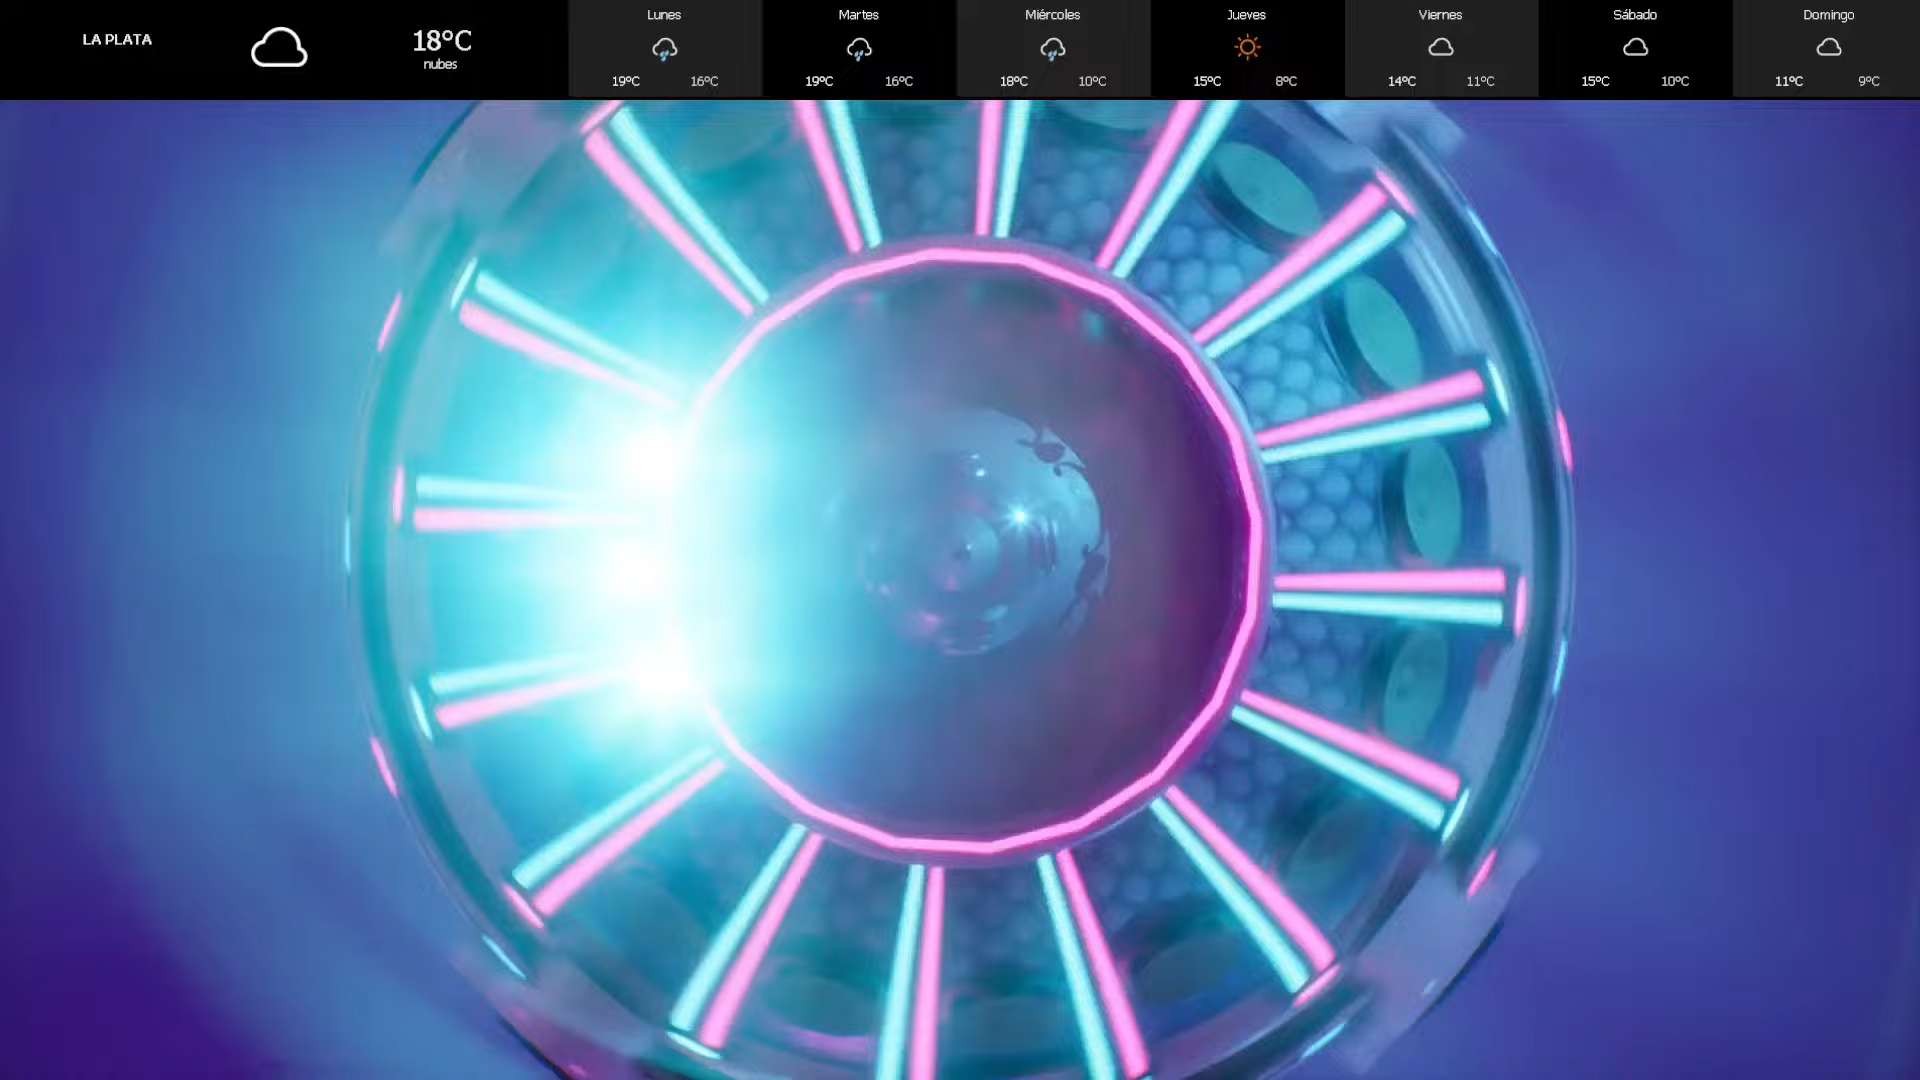 LA PLATA
18°C
nubes
Lunes
19°C 16°C
Martes
19°C 16°C
Miércoles
18°C 10°C
Jueves
15°C 8°C
Viernes
14°C 11°C
Sábado
15°C 10°C
Domingo
11°C 9°C